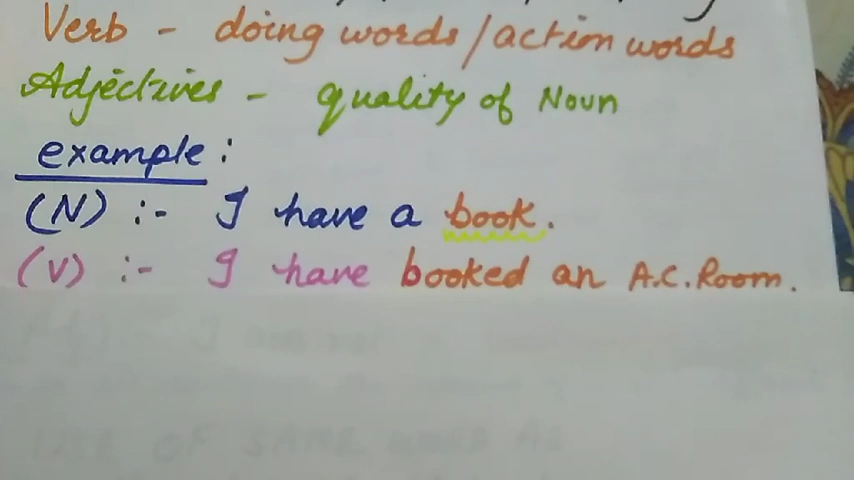 Verb - doing words/action words
Adjectives - quality of Noun
example:
(N) :- I have a book.
(V) :- I have booked an A.C. Room.